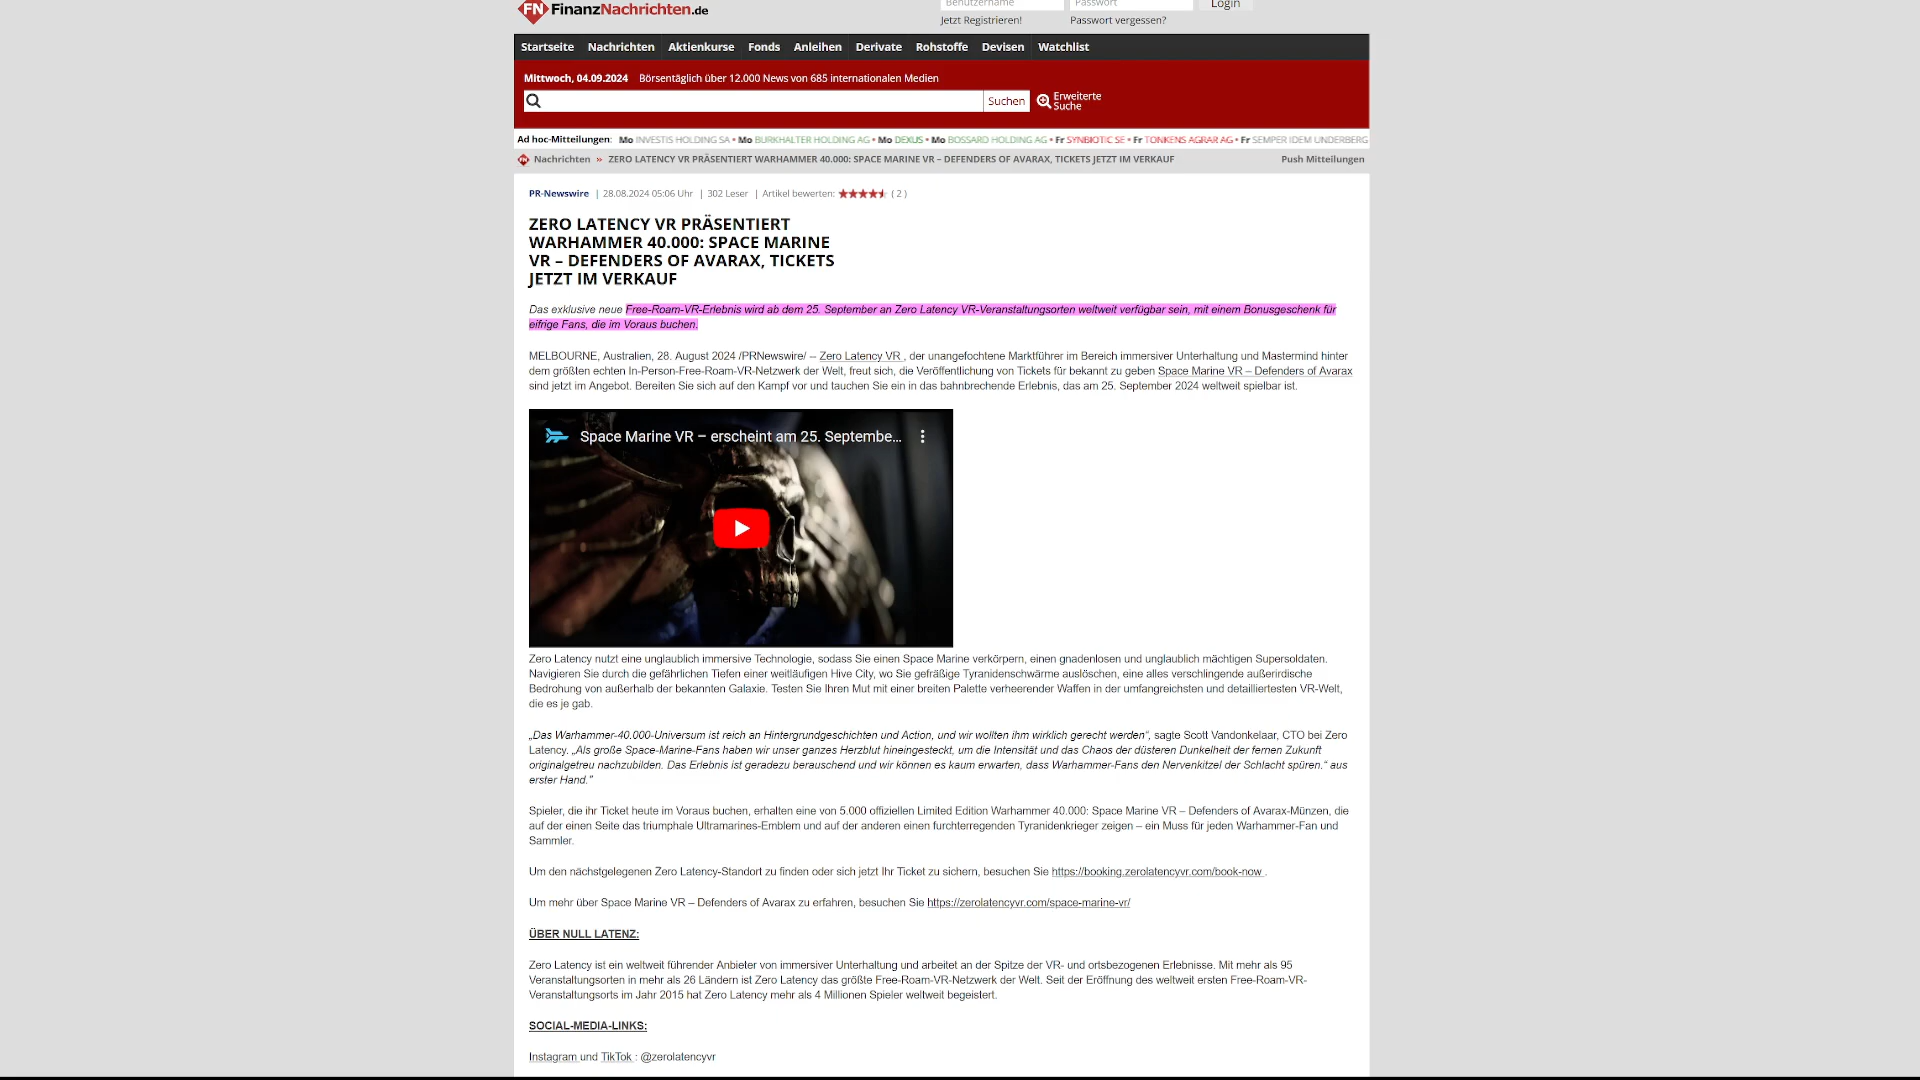 FN FinanzNachrichten.de
Benutzername Passwort Login
Jetzt Registrieren! Passwort vergessen?
Startseite Nachrichten Aktienkurse Fonds Anleihen Derivate Rohstoffe Devisen Watchlist
Mittwoch, 04.09.2024 Börsentäglich über 12.000 News von 685 internationalen Medien
Suchen Erweiterte
Suche
Ad hoc-Mitteilungen: Mo INVESTIS HOLDING SA • Mo BURKHALTER HOLDING AG • Mo DEXUS • Mo BOSSARD HOLDING AG • Fr SYNBIOTIC SE • Fr TONKENS AGRAR AG • Fr SEMPER IDEM UNDERBERG
FN Nachrichten » ZERO LATENCY VR PRÄSENTIERT WARHAMMER 40.000: SPACE MARINE VR – DEFENDERS OF AVARAX, TICKETS JETZT IM VERKAUF Push Mitteilungen
PR-Newswire | 28.08.2024 05:06 Uhr | 302 Leser | Artikel bewerten: (2)
ZERO LATENCY VR PRÄSENTIERT
WARHAMMER 40.000: SPACE MARINE
VR – DEFENDERS OF AVARAX, TICKETS
JETZT IM VERKAUF
Das exklusive neue Free-Roam-VR-Erlebnis wird ab dem 25. September an Zero Latency VR-Veranstaltungsorten weltweit verfügbar sein, mit einem Bonusgeschenk für
eifrige Fans, die im Voraus buchen.
MELBOURNE, Australien, 28. August 2024 /PRNewswire/ -- Zero Latency VR , der unangefochtene Marktführer im Bereich immersiver Unterhaltung und Mastermind hinter
dem größten echten In-Person-Free-Roam-VR-Netzwerk der Welt, freut sich, die Veröffentlichung von Tickets für bekannt zu geben Space Marine VR – Defenders of Avarax
sind jetzt im Angebot. Bereiten Sie sich auf den Kampf vor und tauchen Sie ein in das bahnbrechende Erlebnis, das am 25. September 2024 weltweit spielbar ist.
Space Marine VR – erscheint am 25. Septembe...
Zero Latency nutzt eine unglaublich immersive Technologie, sodass Sie einen Space Marine verkörpern, einen gnadenlosen und unglaublich mächtigen Supersoldaten.
Navigieren Sie durch die gefährlichen Tiefen einer weitläufigen Hive City, wo Sie gefräßige Tyranidenschwärme auslöschen, eine alles verschlingende außerirdische
Bedrohung von außerhalb der bekannten Galaxie. Testen Sie Ihren Mut mit einer breiten Palette verheerender Waffen in der umfangreichsten und detailliertesten VR-Welt,
die es je gab.
„Das Warhammer-40.000-Universum ist reich an Hintergrundgeschichten und Action, und wir wollten ihm wirklich gerecht werden“, sagte Scott Vandonkelaar, CTO bei Zero
Latency. „Als große Space-Marine-Fans haben wir unser ganzes Herzblut hineingesteckt, um die Intensität und das Chaos der düsteren Dunkelheit der fernen Zukunft
originalgetreu nachzubilden. Das Erlebnis ist geradezu berauschend und wir können es kaum erwarten, dass Warhammer-Fans den Nervenkitzel der Schlacht spüren.“ aus
erster Hand."
Spieler, die ihr Ticket heute im Voraus buchen, erhalten eine von 5.000 offiziellen Limited Edition Warhammer 40.000: Space Marine VR – Defenders of Avarax-Münzen, die
auf der einen Seite das triumphale Ultramarines-Emblem und auf der anderen einen furchterregenden Tyranidenkrieger zeigen – ein Muss für jeden Warhammer-Fan und
Sammler.
Um den nächstgelegenen Zero Latency-Standort zu finden oder sich jetzt Ihr Ticket zu sichern, besuchen Sie https://booking.zerolatencyvr.com/book-now .
Um mehr über Space Marine VR – Defenders of Avarax zu erfahren, besuchen Sie https://zerolatencyvr.com/space-marine-vr/
ÜBER NULL LATENZ:
Zero Latency ist ein weltweit führender Anbieter von immersiver Unterhaltung und arbeitet an der Spitze der VR- und ortsbezogenen Erlebnisse. Mit mehr als 95
Veranstaltungsorten in mehr als 26 Ländern ist Zero Latency das größte Free-Roam-VR-Netzwerk der Welt. Seit der Eröffnung des weltweit ersten Free-Roam-VR-
Veranstaltungsorts im Jahr 2015 hat Zero Latency mehr als 4 Millionen Spieler weltweit begeistert.
SOCIAL-MEDIA-LINKS:
Instagram und TikTok : @zerolatencyvr